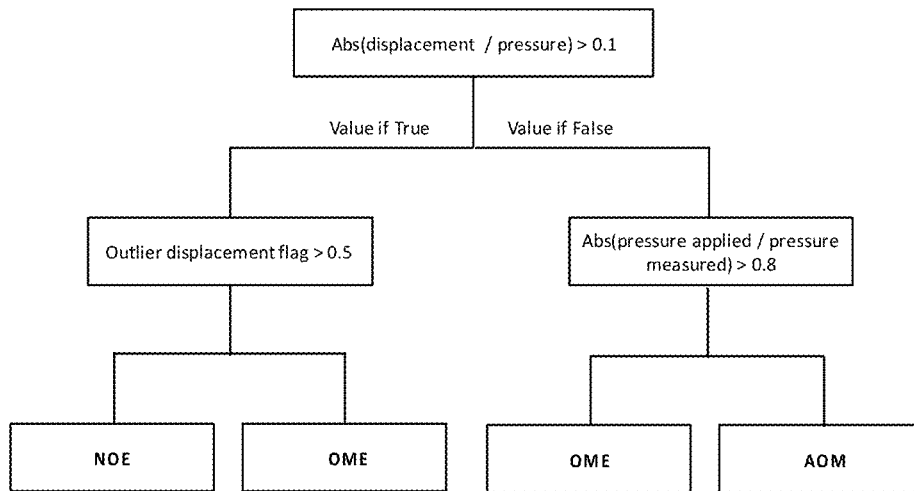 Abs(displacement / pressure) > 0.1
Value if True
Value if False
Outlier displacement flag > 0.5
Abs(pressure applied / pressure
measured) > 0.8
NOE
OME
OME
AOM